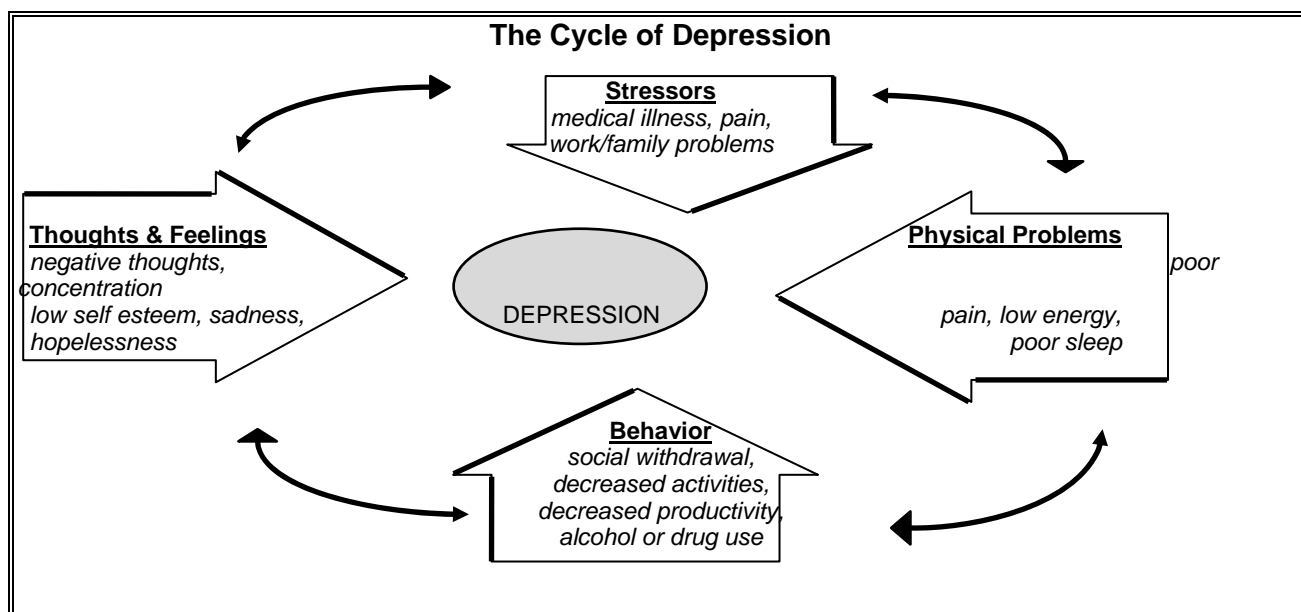 The Cycle of Depression
Stressors
medical illness, pain,
work/family problems
Thoughts & Feelings
negative thoughts,
concentration
low self esteem, sadness,
hopelessness
DEPRESSION
Physical Problems
poor
pain, low energy,
poor sleep
Behavior
social withdrawal,
decreased activities,
decreased productivity,
alcohol or drug use